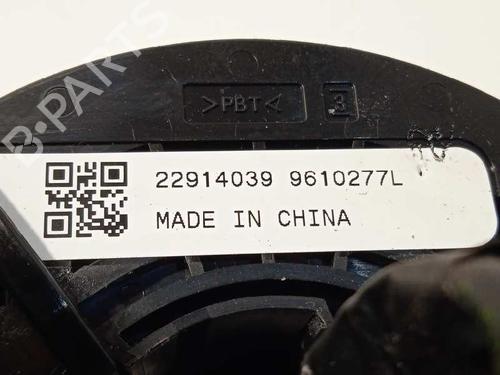 >PBT< 3
22914039 9610277L
MADE IN CHINA
B-PARTS